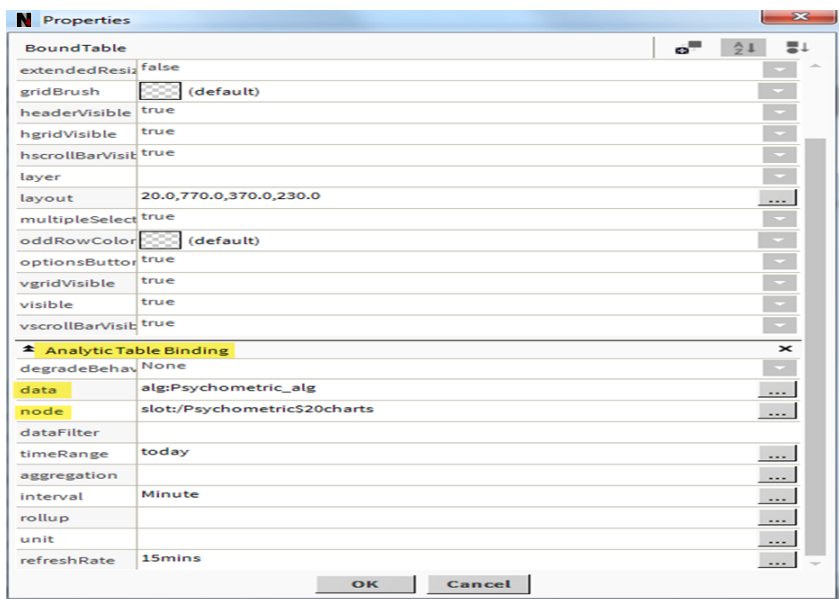 Properties
BoundTable
extendedResiz false
gridBrush (default)
headerVisible true
hgridVisible true
hscrollBarVisib true
layer
layout 20.0,770.0,370.0,230.0 ...
multipleSelect true
oddRowColor (default)
optionsButton true
vgridVisible true
visible true
vscrollBarVisib true
Analytic Table Binding
degradeBehav None
data alg:Psychometric_alg ...
node slot:/Psychometric$20charts ...
dataFilter
timeRange today ...
aggregation ...
interval Minute ...
rollup ...
unit ...
refreshRate 15mins ...
OK Cancel